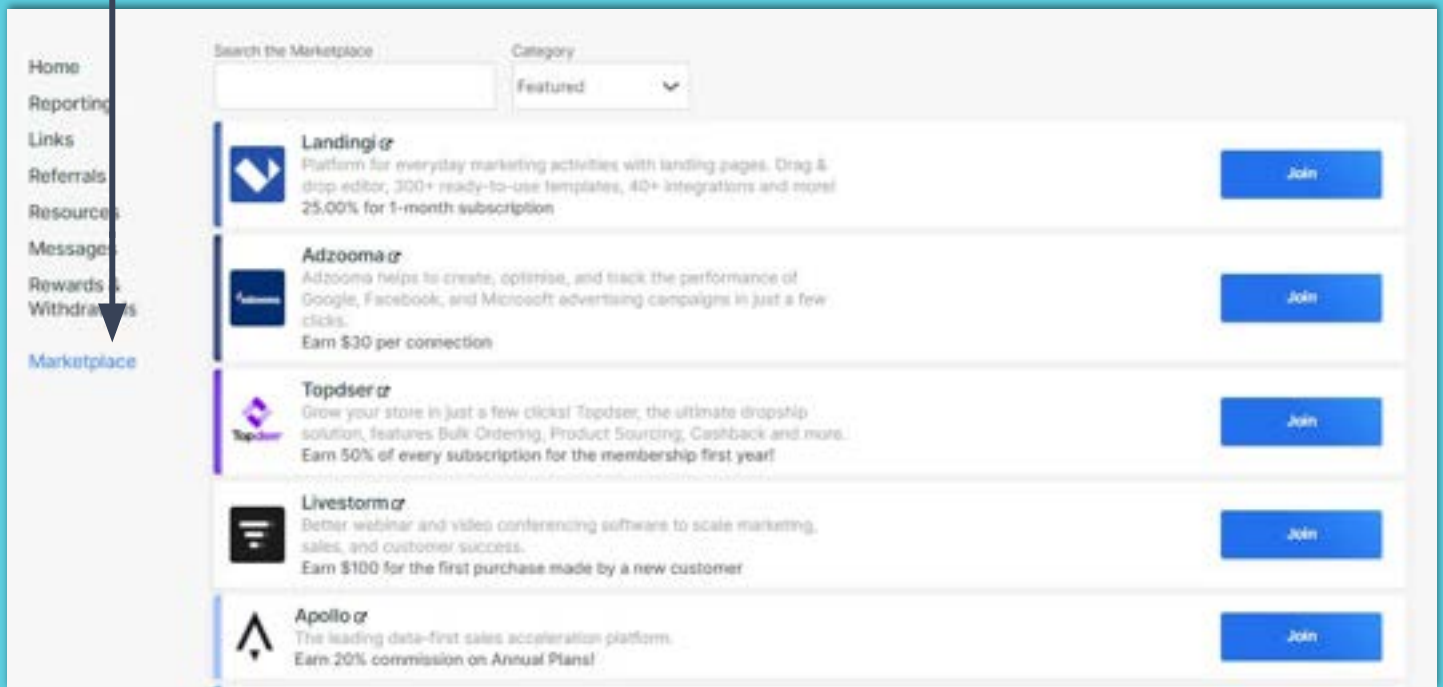 Home
Reporting
Links
Referrals
Resources
Messages
Rewards &
Withdrawals
Marketplace
Search the Marketplace
Category
Featured
Landingi
Platform for everyday marketing activities with landing pages. Drag &
drop editor, 300+ ready-to-use templates, 40+ integrations and more!
25.00% for 1-month subscription
Join
Adzooma
adzooma
Adzooma helps to create, optimise, and track the performance of
Google, Facebook, and Microsoft advertising campaigns in just a few
clicks.
Earn $30 per connection
Join
Topdser
Topdser
Grow your store in just a few clicks! Topdser, the ultimate dropship
solution, features Bulk Ordering, Product Sourcing, Cashback and more.
Earn 50% of every subscription for the membership first year!
Join
Livestorm
Better webinar and video conferencing software to scale marketing,
sales, and customer success.
Earn $100 for the first purchase made by a new customer
Join
Apollo
The leading data-first sales acceleration platform.
Earn 20% commission on Annual Plans!
Join